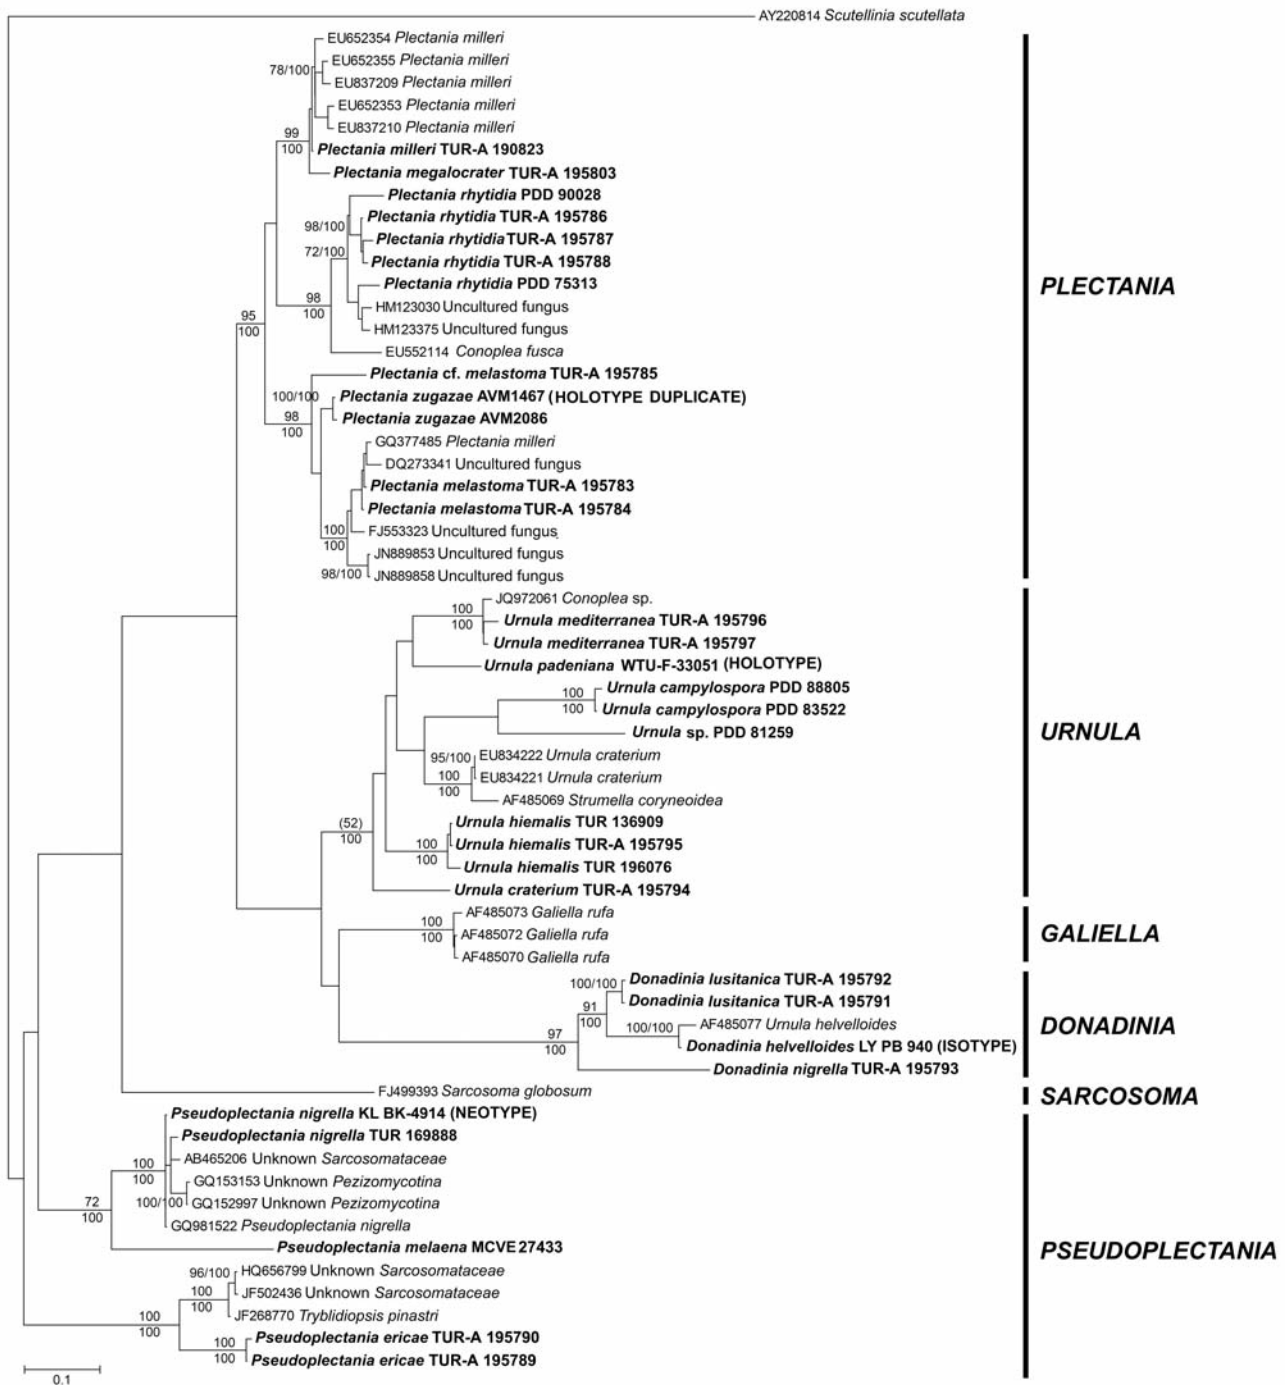 AY220814 Scutellinia scutellata
EU652354 Plectania milleri
EU652355 Plectania milleri
78/100
EU837209 Plectania milleri
EU652353 Plectania milleri
EU837210 Plectania milleri
99
100
Plectania milleri TUR-A 190823
Plectania megalocrater TUR-A 195803
Plectania rhytidia PDD 90028
Plectania rhytidia TUR-A 195786
98/100
Plectania rhytidia TUR-A 195787
72/100
Plectania rhytidia TUR-A 195788
Plectania rhytidia PDD 75313
PLECTANIA
98
100
HM123030 Uncultured fungus
95
100
HM123375 Uncultured fungus
EU552114 Conoplea fusca
Plectania cf. melastoma TUR-A 195785
100/100
Plectania zugazae AVM1467 (HOLOTYPE DUPLICATE)
98
100
Plectania zugazae AVM2086
GQ377485 Plectania milleri
DQ273341 Uncultured fungus
Plectania melastoma TUR-A 195783
Plectania melastoma TUR-A 195784
100
100
FJ553323 Uncultured fungus
JN889853 Uncultured fungus
98/100
JN889858 Uncultured fungus
JQ972061 Conoplea sp.
100
100
Urnula mediterranea TUR-A 195796
Urnula mediterranea TUR-A 195797
Urnula padeniana WTU-F-33051 (HOLOTYPE)
Urnula campylospora PDD 88805
100
100
Urnula campylospora PDD 83522
Urnula sp. PDD 81259
URNULA
95/100
EU834222 Urnula craterium
100
100
EU834221 Urnula craterium
AF485069 Strumella coryneoidea
(52)
100
Urnula hiemalis TUR 136909
100
100
Urnula hiemalis TUR-A 195795
Urnula hiemalis TUR 196076
Urnula craterium TUR-A 195794
AF485073 Galiella rufa
100
100
AF485072 Galiella rufa
GALIELLA
AF485070 Galiella rufa
Donadinia lusitanica TUR-A 195792
100/100
Donadinia lusitanica TUR-A 195791
91
100
AF485077 Urnula helvelloides
100/100
DONADINIA
97
100
Donadinia helvelloides LY PB 940 (ISOTYPE)
Donadinia nigrella TUR-A 195793
FJ499393 Sarcosoma globosum
SARCOSOMA
Pseudoplectania nigrella KL BK-4914 (NEOTYPE)
Pseudoplectania nigrella TUR 169888
AB465206 Unknown Sarcosomataceae
100
100
GQ153153 Unknown Pezizomycotina
100/100
GQ152997 Unknown Pezizomycotina
72
100
GQ981522 Pseudoplectania nigrella
Pseudoplectania melaena MCVE 27433
PSEUDOPLECTANIA
96/100
HQ656799 Unknown Sarcosomataceae
100
100
JF502436 Unknown Sarcosomataceae
JF268770 Tryblidiopsis pinastri
100
100
Pseudoplectania ericae TUR-A 195790
100
100
Pseudoplectania ericae TUR-A 195789
0.1